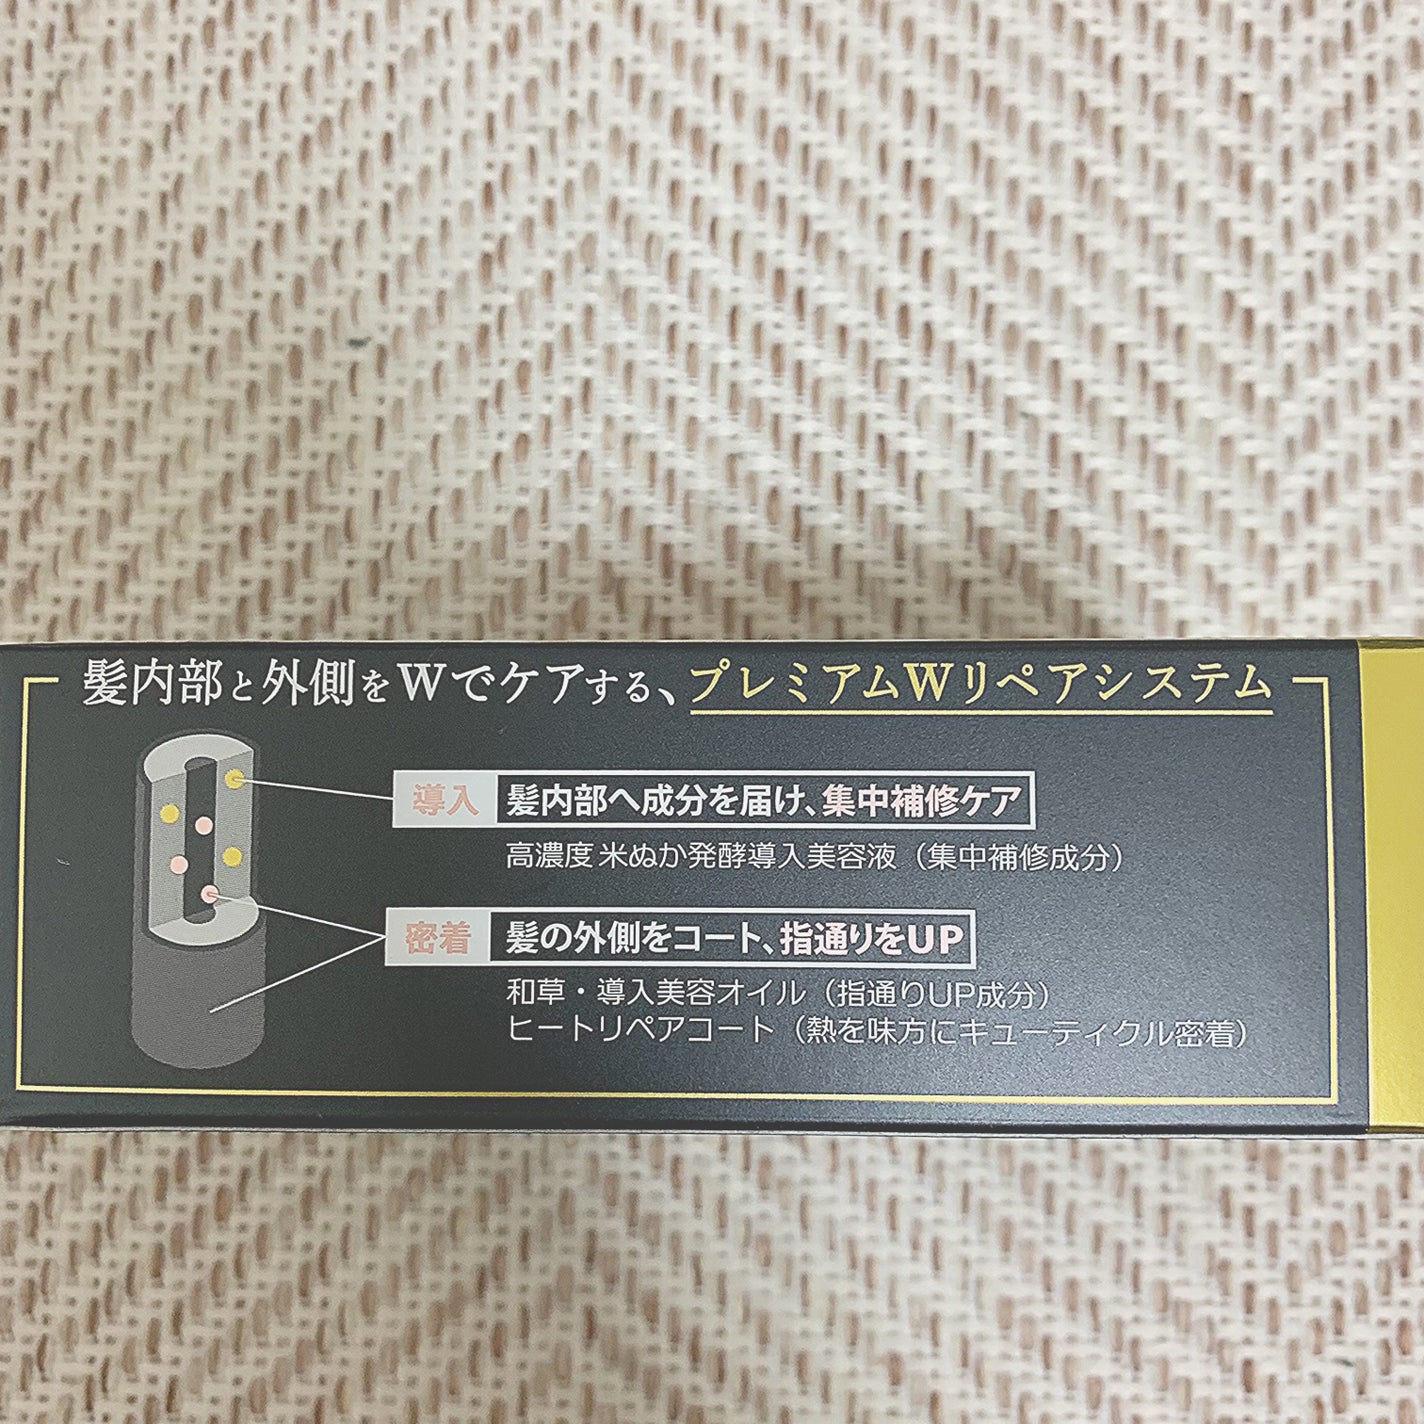 髪内部と外側をWでケアする、プレミアムWリペアシステム
導入 髪内部へ成分を届け、集中補修ケア
高濃度 米ぬか発酵導入美容液（集中補修成分）
密着 髪の外側をコート、指通りをUP
和草・導入美容オイル（指通りUP成分）
ヒートリペアコート（熱を味方にキューティクル密着）